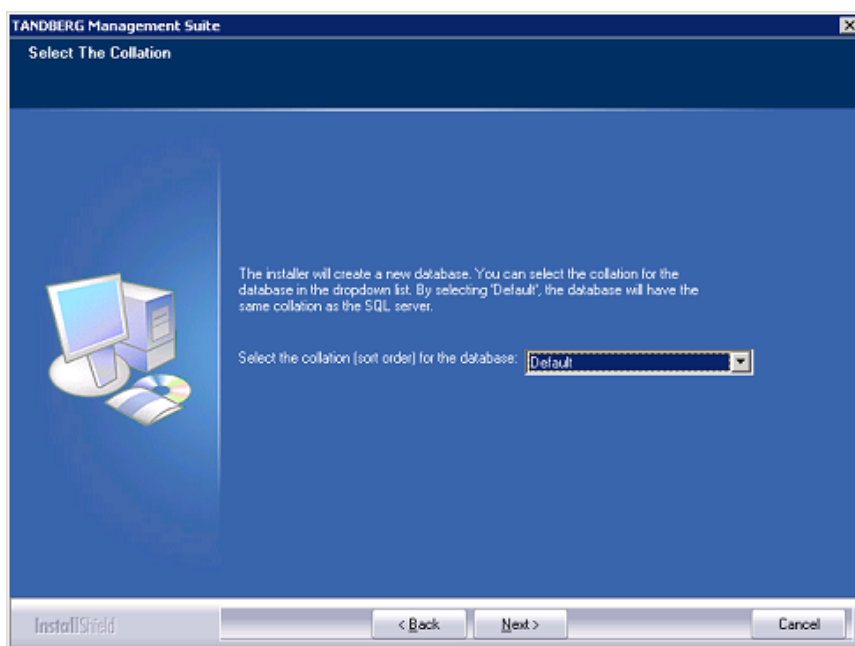 TANDBERG Management Suite
Select The Collation
The installer will create a new database. You can select the collation for the
database in the dropdown list. By selecting 'Default', the database will have the
same collation as the SQL server.
Select the collation (sort order) for the database: Default
InstallShield < Back Next > Cancel